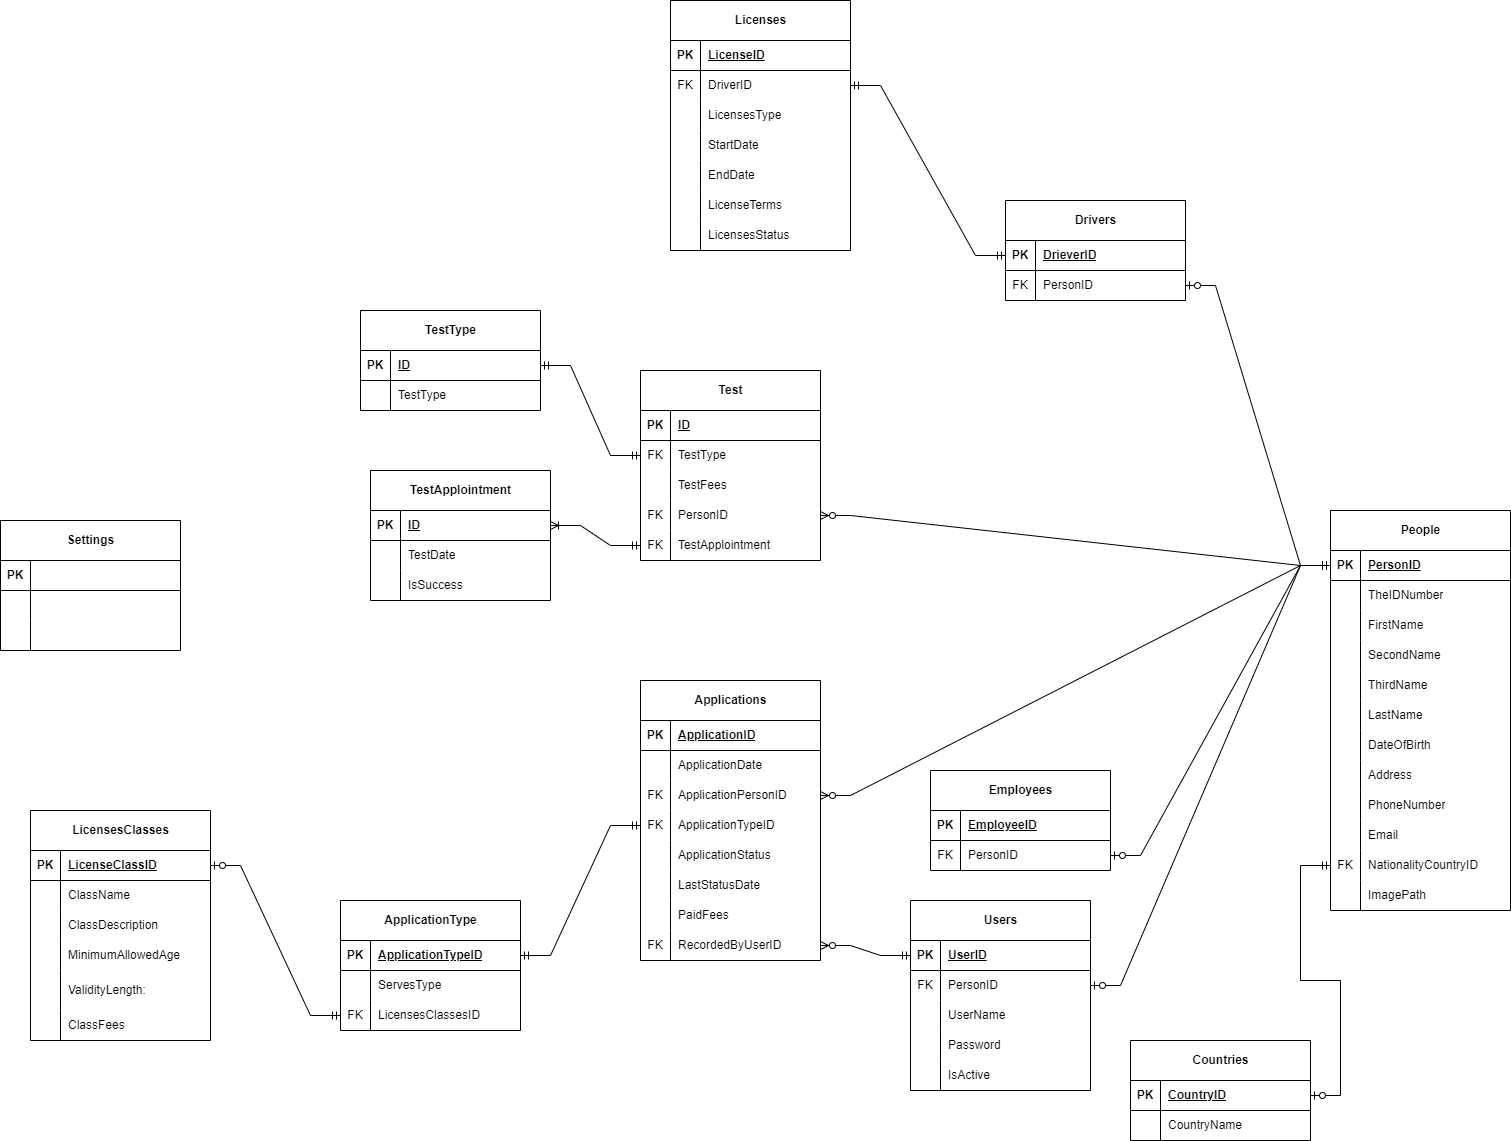 Licenses
PK LicenseID
FK DriverID
LicensesType
StartDate
EndDate
LicenseTerms
LicensesStatus
Drivers
PK DrieverID
FK PersonID
TestType
PK ID
TestType
Test
PK ID
FK TestType
TestFees
FK PersonID
FK TestApplointment
TestApplointment
PK ID
TestDate
IsSuccess
Settings
PK
People
PK PersonID
TheIDNumber
FirstName
SecondName
ThirdName
LastName
DateOfBirth
Address
PhoneNumber
Email
FK NationalityCountryID
ImagePath
Applications
PK ApplicationID
ApplicationDate
FK ApplicationPersonID
FK ApplicationTypeID
ApplicationStatus
LastStatusDate
PaidFees
FK RecordedByUserID
Employees
PK EmployeeID
FK PersonID
LicensesClasses
PK LicenseClassID
ClassName
ClassDescription
MinimumAllowedAge
ValidityLength:
ClassFees
ApplicationType
PK ApplicationTypeID
ServesType
FK LicensesClassesID
Users
PK UserID
FK PersonID
UserName
Password
IsActive
Countries
PK CountryID
CountryName